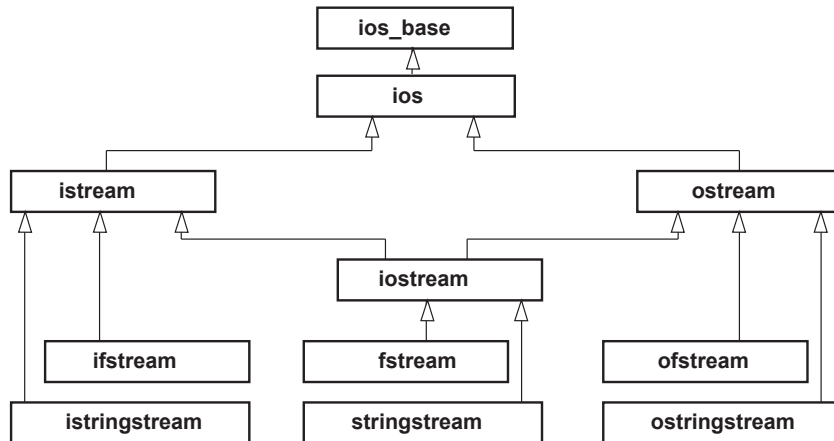 ios_base
ios
istream
ostream
iostream
ifstream
fstream
ofstream
istringstream
stringstream
ostringstream